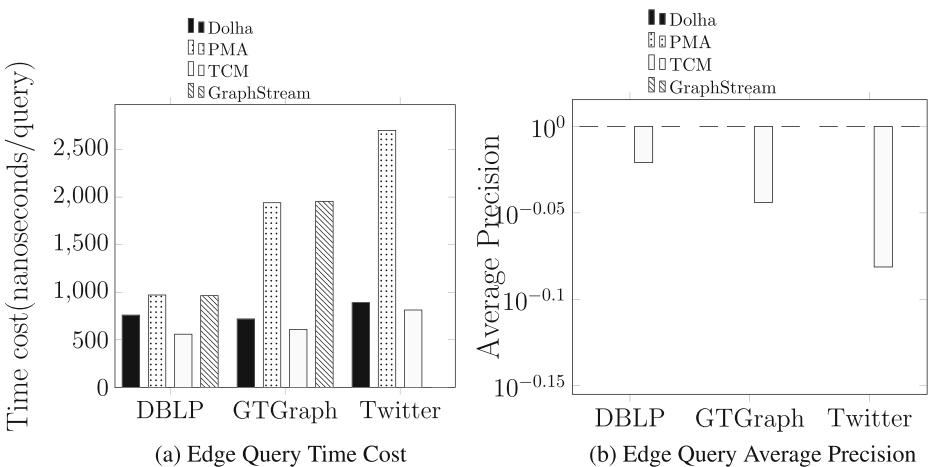 Dolha
PMA
TCM
GraphStream
Time cost(nanoseconds/query)
2,500
2,000
1,500
1,000
500
0
DBLP
GTGraph
Twitter
(a) Edge Query Time Cost
Dolha
PMA
TCM
GraphStream
Average Precision
10^0
10^−0.05
10^−0.1
10^−0.15
DBLP
GTGraph
Twitter
(b) Edge Query Average Precision